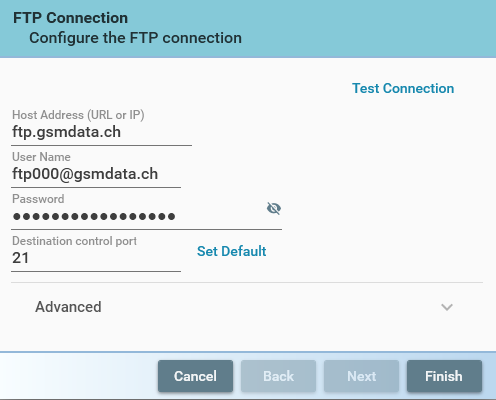 FTP Connection
Configure the FTP connection
Test Connection
Host Address (URL or IP)
ftp.gsmdata.ch
User Name
ftp000@gsmdata.ch
Password
●●●●●●●●●●●●●●●●●
Destination control port
21
Set Default
Advanced
Cancel
Back
Next
Finish